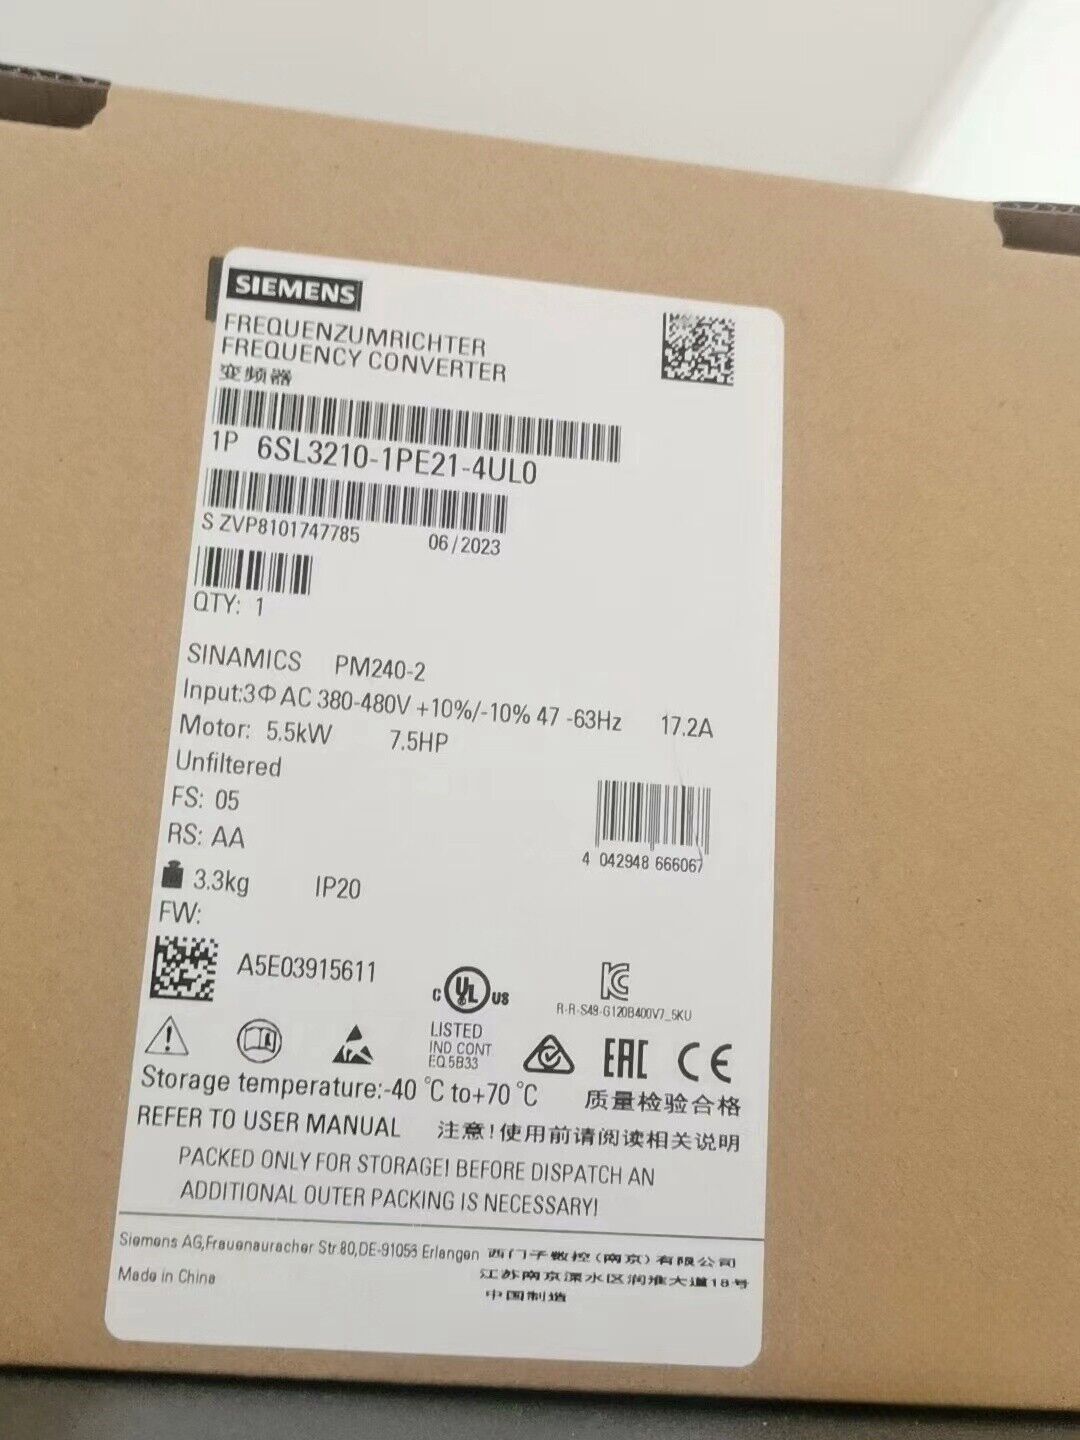 SIEMENS
FREQUENZUMRICHTER
FREQUENCY CONVERTER
变频器
1P 6SL3210-1PE21-4UL0
S ZVP8101747785 06/2023
QTY: 1
SINAMICS PM240-2
Input:3Φ AC 380-480V +10%/-10% 47 -63Hz 17.2A
Motor: 5.5kW 7.5HP
Unfiltered
FS: 05
RS: AA
4 042948 666067
3.3kg IP20
FW:
A5E03915611
C UL US
LISTED
IND CONT
EQ 5B33
R-R-S49-G120B400V7_5KU
EAC CE
Storage temperature:-40 °C to+70 °C 质量检验合格
REFER TO USER MANUAL 注意!使用前请阅读相关说明
PACKED ONLY FOR STORAGE! BEFORE DISPATCH AN
ADDITIONAL OUTER PACKING IS NECESSARY!
Siemens AG,Frauenauracher Str.80,DE-91053 Erlangen 西门子数控(南京)有限公司
江苏南京溧水区润淮大道18号
Made in China
中国制造